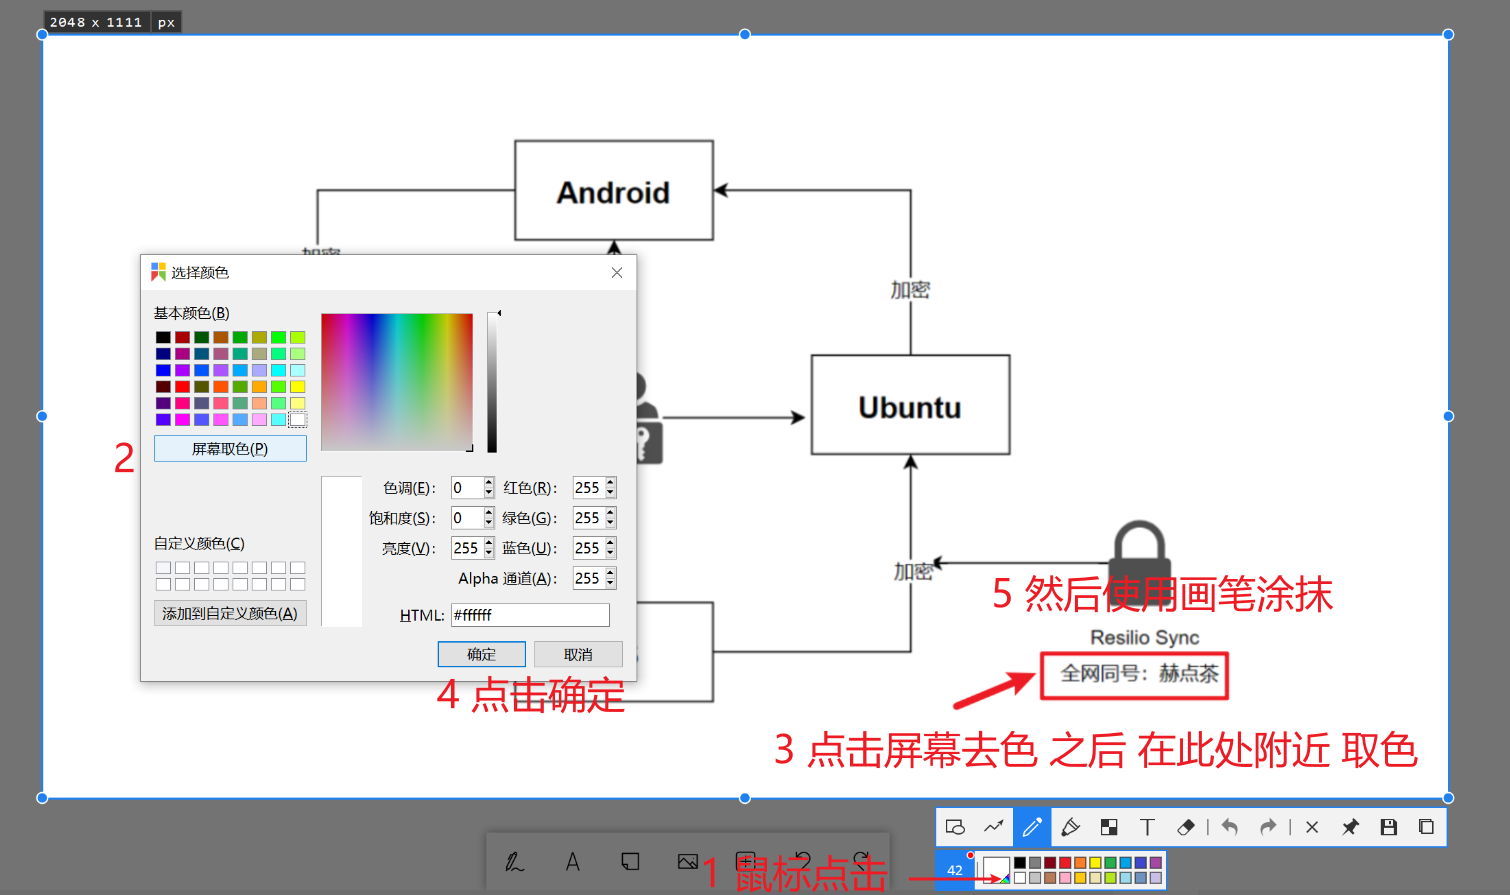 2048 x 1111 px
Android
加密
加密
选择颜色
基本颜色(B)
Ubuntu
2
屏幕取色(P)
色调(E): 0 红色(R): 255
饱和度(S): 0 绿色(G): 255
亮度(V): 255 蓝色(U): 255
Alpha 通道(A): 255
自定义颜色(C)
添加到自定义颜色(A)
HTML: #ffffff
确定 取消
4 点击确定
加密
5 然后使用画笔涂抹
Resilio Sync
全网同号：赫点茶
3 点击屏幕去色 之后 在此处附近 取色
T
A
1 鼠标点击
42